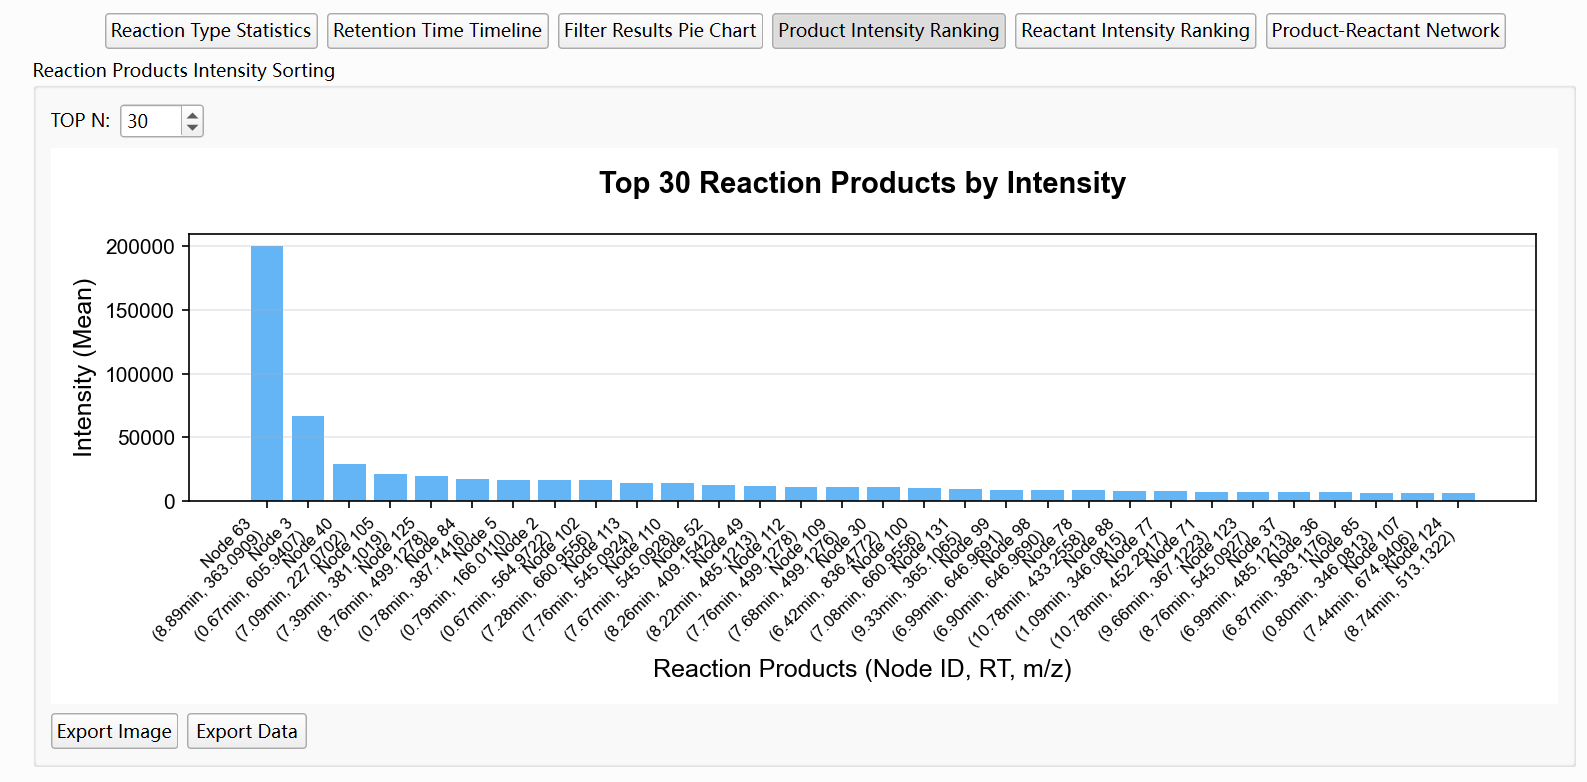 Reaction Type Statistics
Retention Time Timeline
Filter Results Pie Chart
Product Intensity Ranking
Reactant Intensity Ranking
Product-Reactant Network
Reaction Products Intensity Sorting
TOP N: 30
Top 30 Reaction Products by Intensity
Intensity (Mean)
200000
150000
100000
50000
0
Node 63
(8.89min, 363.0909)
Node 3
(0.67min, 605.9407)
Node 40
(7.09min, 227.0702)
Node 105
(7.39min, 381.1019)
Node 125
(8.76min, 499.1278)
Node 84
(0.78min, 387.1416)
Node 5
(0.79min, 166.0110)
Node 2
(0.67min, 564.9722)
Node 102
(7.28min, 660.9556)
Node 113
(7.76min, 545.0924)
Node 110
(7.67min, 545.0928)
Node 52
(8.26min, 409.1542)
Node 49
(8.22min, 485.1213)
Node 112
(7.76min, 499.1278)
Node 109
(7.68min, 499.1276)
Node 30
(6.42min, 836.4772)
Node 100
(7.08min, 660.9556)
Node 131
(9.33min, 365.1065)
Node 99
(6.99min, 646.9691)
Node 98
(6.90min, 646.9690)
Node 78
(10.78min, 433.2558)
Node 88
(1.09min, 346.0815)
Node 77
(10.78min, 452.2917)
Node 71
(9.66min, 367.1223)
Node 123
(8.76min, 545.0927)
Node 37
(6.99min, 485.1213)
Node 36
(6.87min, 383.1176)
Node 85
(0.80min, 346.0813)
Node 107
(7.44min, 674.9406)
Node 124
(8.74min, 513.1322)
Reaction Products (Node ID, RT, m/z)
Export Image
Export Data